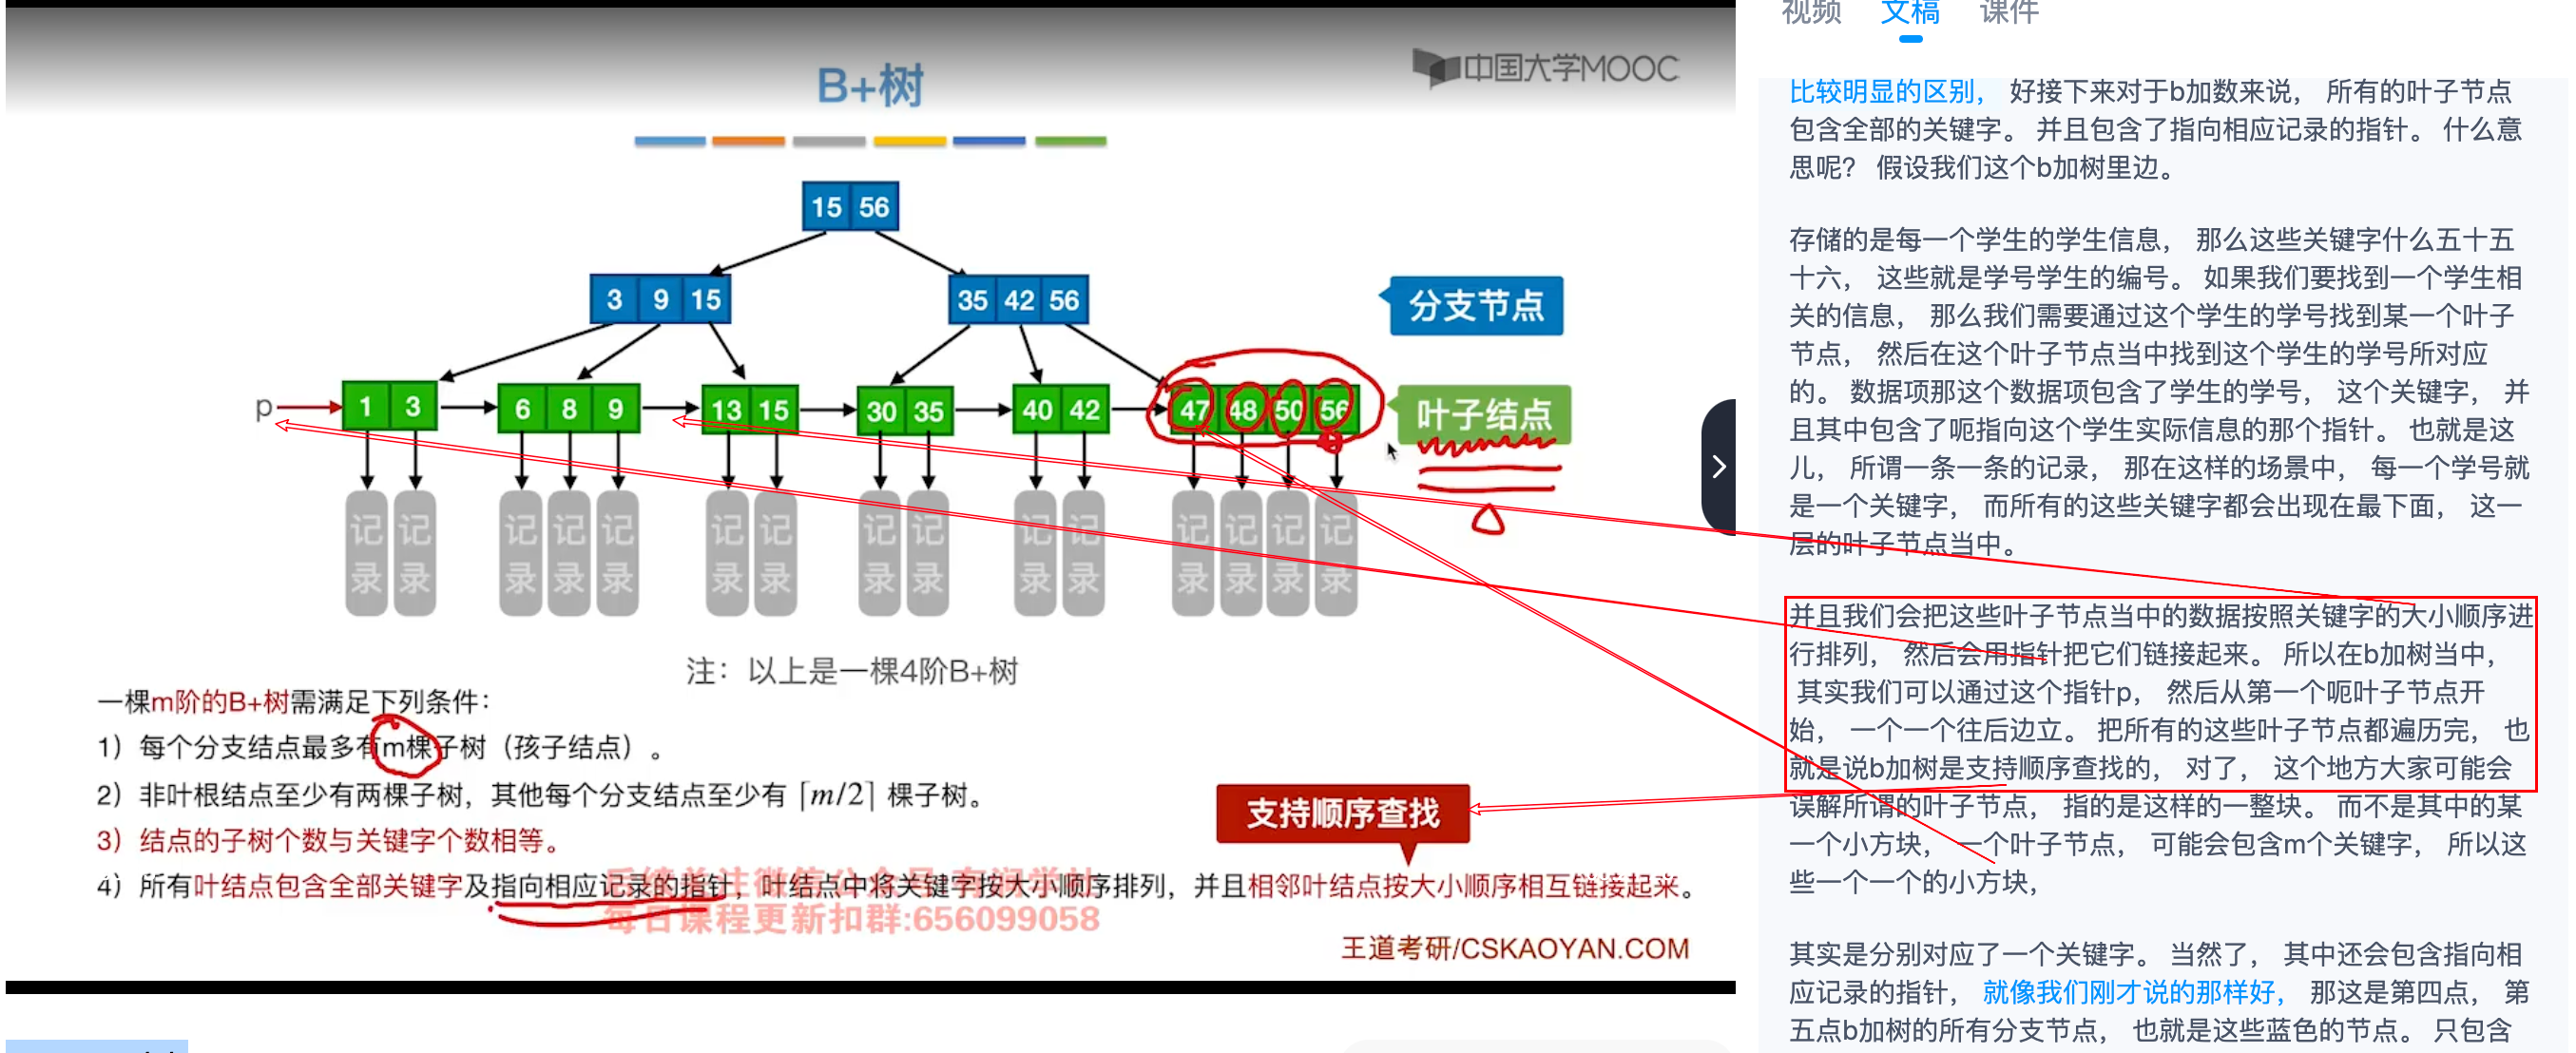 B+树
中国大学MOOC
15 56
3 9 15
35 42 56
分支节点
p
1 3
6 8 9
13 15
30 35
40 42
47 48 50 56
叶子结点
记录 记录 记录 记录 记录 记录 记录 记录 记录 记录 记录 记录 记录 记录 记录
注：以上是一棵4阶B+树
一棵m阶的B+树需满足下列条件：
1）每个分支结点最多有m棵子树（孩子结点）。
2）非叶根结点至少有两棵子树，其他每个分支结点至少有 ⌈m/2⌉ 棵子树。
3）结点的子树个数与关键字个数相等。
支持顺序查找
4）所有叶结点包含全部关键字及指向相应记录的指针，叶结点中将关键字按大小顺序排列，并且相邻叶结点按大小顺序相互链接起来。
每日课程更新扣群:656099058
王道考研/CSKAOYAN.COM
视频 文稿 课件
比较明显的区别， 好接下来对于b加数来说， 所有的叶子节点
包含全部的关键字。 并且包含了指向相应记录的指针。 什么意
思呢？ 假设我们这个b加树里边。
存储的是每一个学生的学生信息， 那么这些关键字什么五十五
十六， 这些就是学号学生的编号。 如果我们要找到一个学生相
关的信息， 那么我们需要通过这个学生的学号找到某一个叶子
节点， 然后在这个叶子节点当中找到这个学生的学号所对应
的。 数据项那这个数据项包含了学生的学号， 这个关键字， 并
且其中包含了呃指向这个学生实际信息的那个指针。 也就是这
儿， 所谓一条一条的记录， 那在这样的场景中， 每一个学号就
是一个关键字， 而所有的这些关键字都会出现在最下面， 这一
层的叶子节点当中。
并且我们会把这些叶子节点当中的数据按照关键字的大小顺序进
行排列， 然后会用指针把它们链接起来。 所以在b加树当中，
其实我们可以通过这个指针p， 然后从第一个呃叶子节点开
始， 一个一个往后边立。 把所有的这些叶子节点都遍历完， 也
就是说b加树是支持顺序查找的， 对了， 这个地方大家可能会
误解所谓的叶子节点， 指的是这样的一整块。 而不是其中的某
一个小方块， 一个叶子节点， 可能会包含m个关键字， 所以这
些一个一个的小方块，
其实是分别对应了一个关键字。 当然了， 其中还会包含指向相
应记录的指针， 就像我们刚才说的那样好， 那这是第四点， 第
五点b加树的所有分支节点， 也就是这些蓝色的节点。 只包含